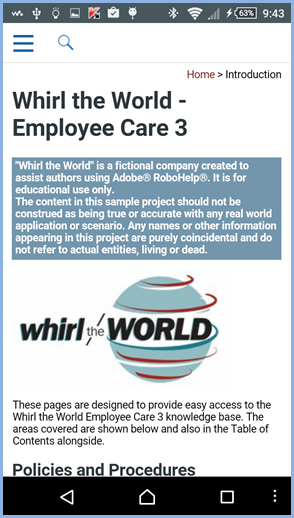 63% 9:43
Home > Introduction
Whirl the World -
Employee Care 3
"Whirl the World" is a fictional company created to
assist authors using Adobe® RoboHelp®. It is for
educational use only.
The content in this sample project should not be
construed as being true or accurate with any real world
application or scenario. Any names or other information
appearing in this project are purely coincidental and do
not refer to actual entities, living or dead.
whirl the WORLD
These pages are designed to provide easy access to the
Whirl the World Employee Care 3 knowledge base. The
areas covered are shown below and also in the Table of
Contents alongside.
Policies and Procedures